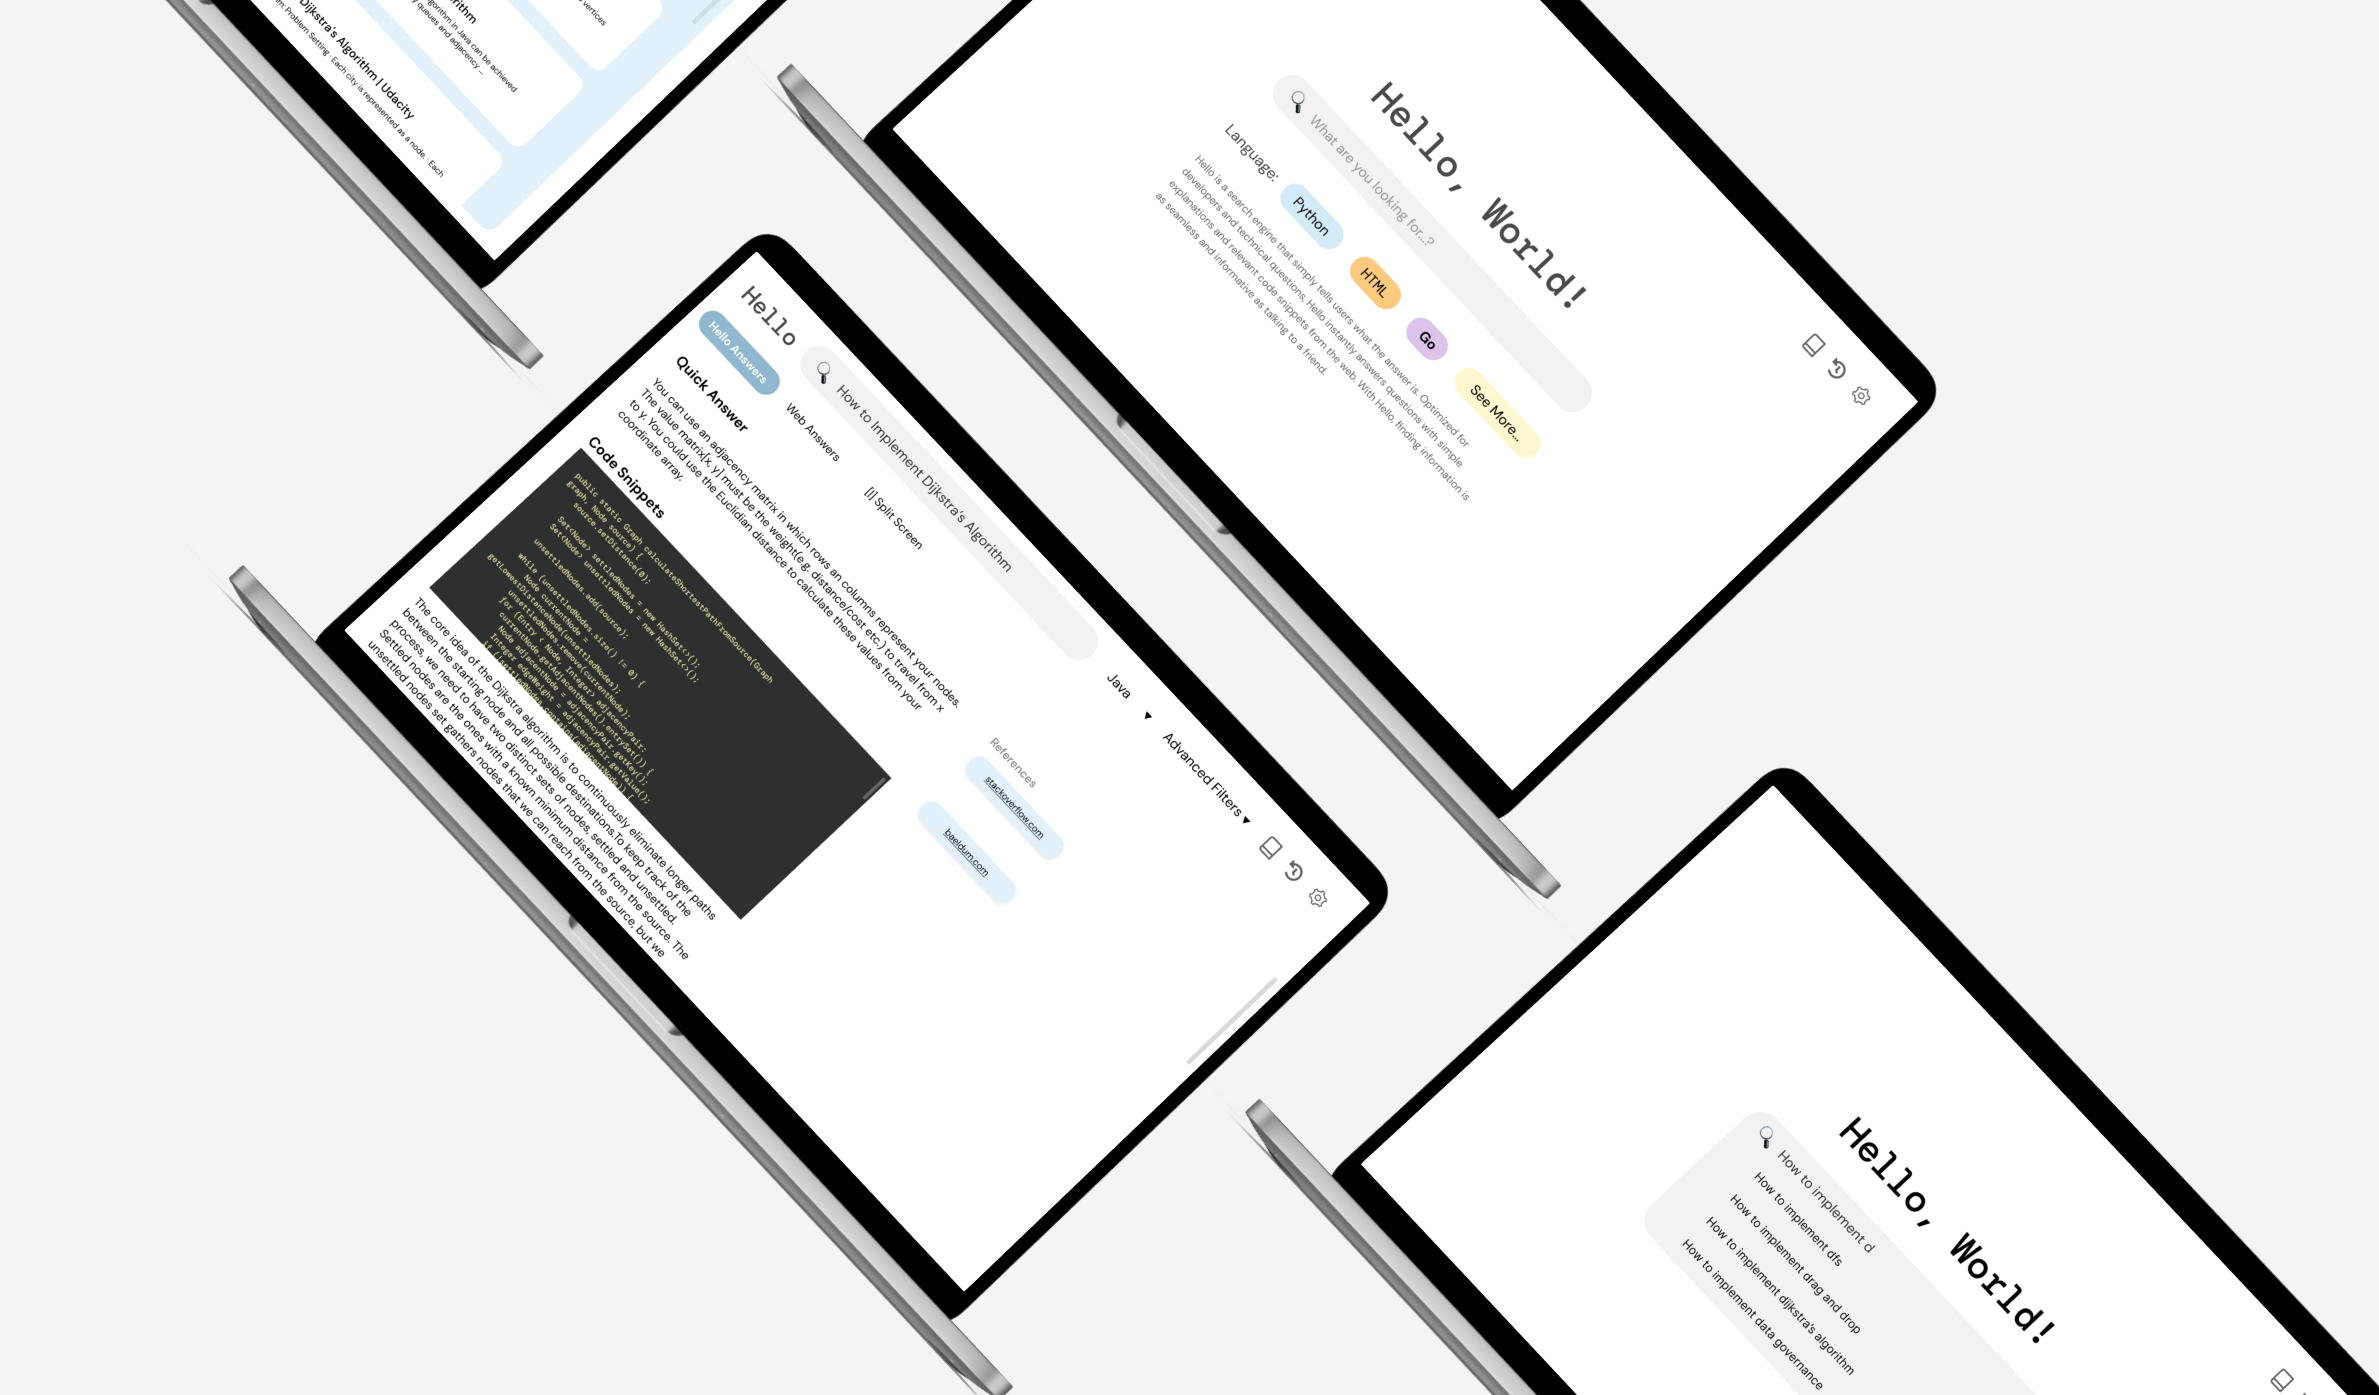 rithm
gorithm in Java can be achieved
y queues and adjacency ...
vertices
Dijkstra's Algorithm | Udacity
m: Problem Setting · Each city is represented as a node. · Each
Hello, World!
What are you looking for...?
Language:
Python
HTML
Go
See More...
Hello is a search engine that simply tells users what the answer is. Optimized for
developers and technical questions, Hello instantly answers questions with simple
explanations and relevant code snippets from the web. With Hello, finding information is
as seamless and informative as talking to a friend.
Hello
How to Implement Dijkstra's Algorithm
Java
Advanced Filters
Hello Answers
Web Answers
[|] Split Screen
Quick Answer
You can use an adjacency matrix in which rows an columns represent your nodes.
The value matrix[x, y] must be the weight(e.g. distance/cost etc.) to travel from x
to y. You could use the Euclidian distance to calculate these values from your
coordinate array.
References
stackoverflow.com
baeldum.com
Code Snippets
public static Graph calculateShortestPathFromSource(Graph
graph, Node source) {
source.setDistance(0);
Set<Node> settledNodes = new HashSet<>();
Set<Node> unsettledNodes = new HashSet<>();
unsettledNodes.add(source);
while (unsettledNodes.size() != 0) {
Node currentNode =
getLowestDistanceNode(unsettledNodes);
unsettledNodes.remove(currentNode);
for (Entry < Node, Integer> adjacencyPair:
currentNode.getAdjacentNodes().entrySet()) {
Node adjacentNode = adjacencyPair.getKey();
Integer edgeWeight = adjacencyPair.getValue();
The core idea of the Dijkstra algorithm is to continuously eliminate longer paths
between the starting node and all possible destinations.To keep track of the
process, we need to have two distinct sets of nodes, settled and unsettled.
Settled nodes are the ones with a known minimum distance from the source. The
unsettled nodes set gathers nodes that we can reach from the source, but we
Hello, World!
How to implement d
How to implement dfs
How to implement drag and drop
How to implement dijkstra's algorithm
How to implement data governance